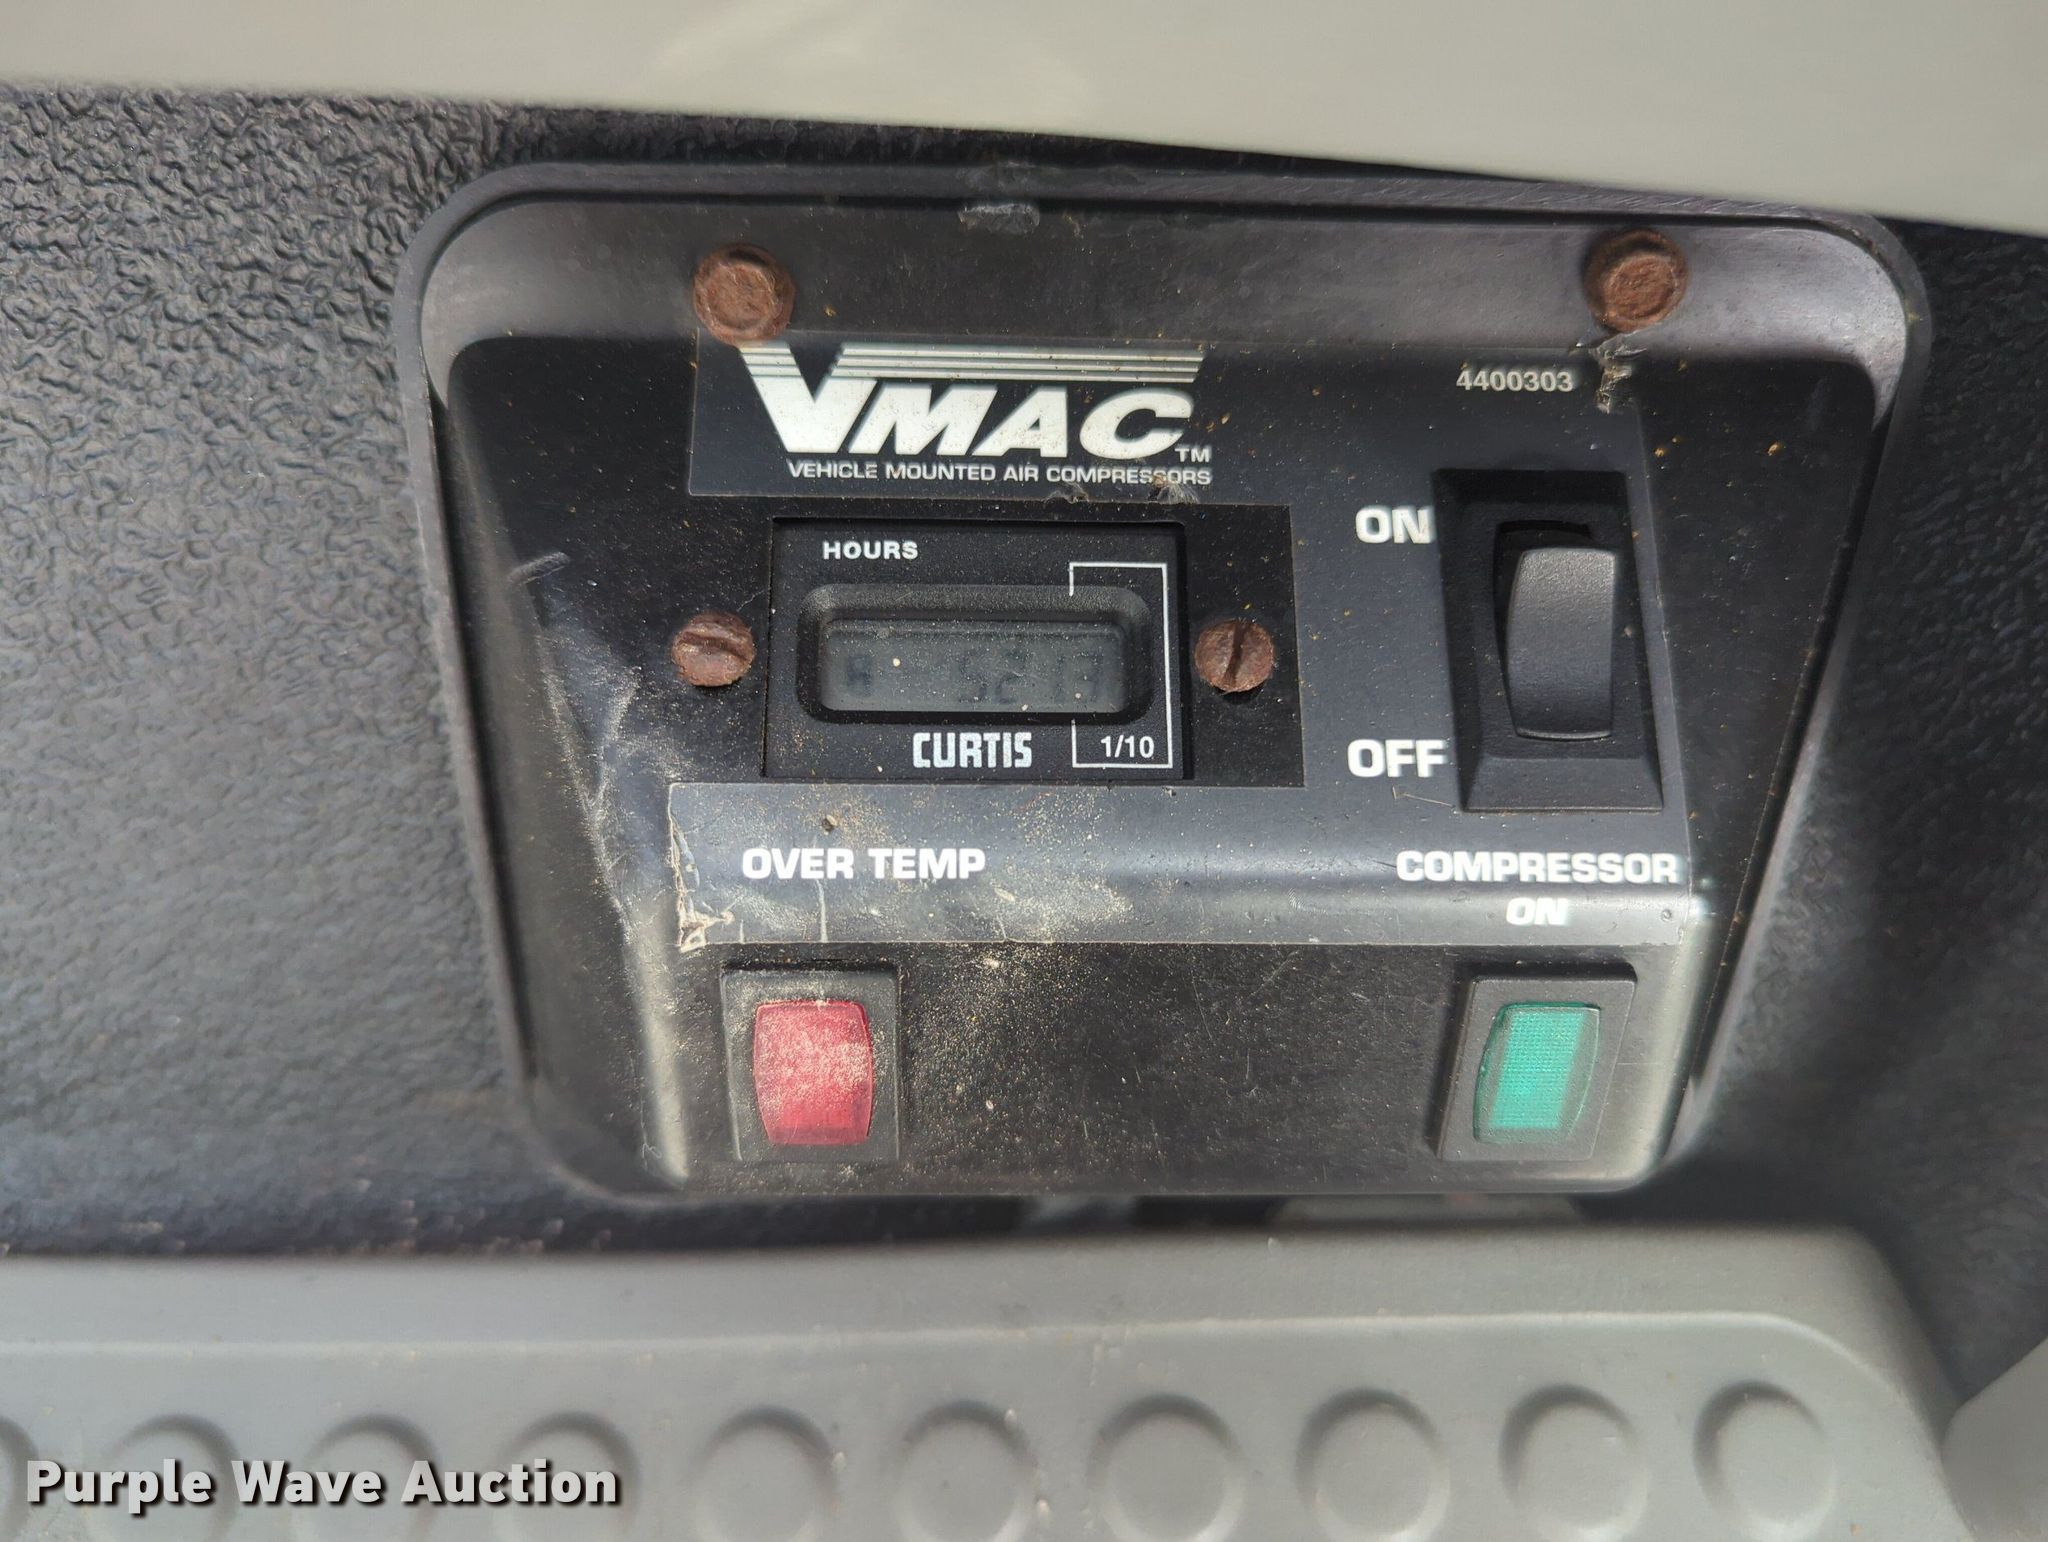 VMAC™
4400303
VEHICLE MOUNTED AIR COMPRESSORS
HOURS
ON
CURTIS
1/10
OFF
OVER TEMP
COMPRESSOR
ON
Purple Wave Auction